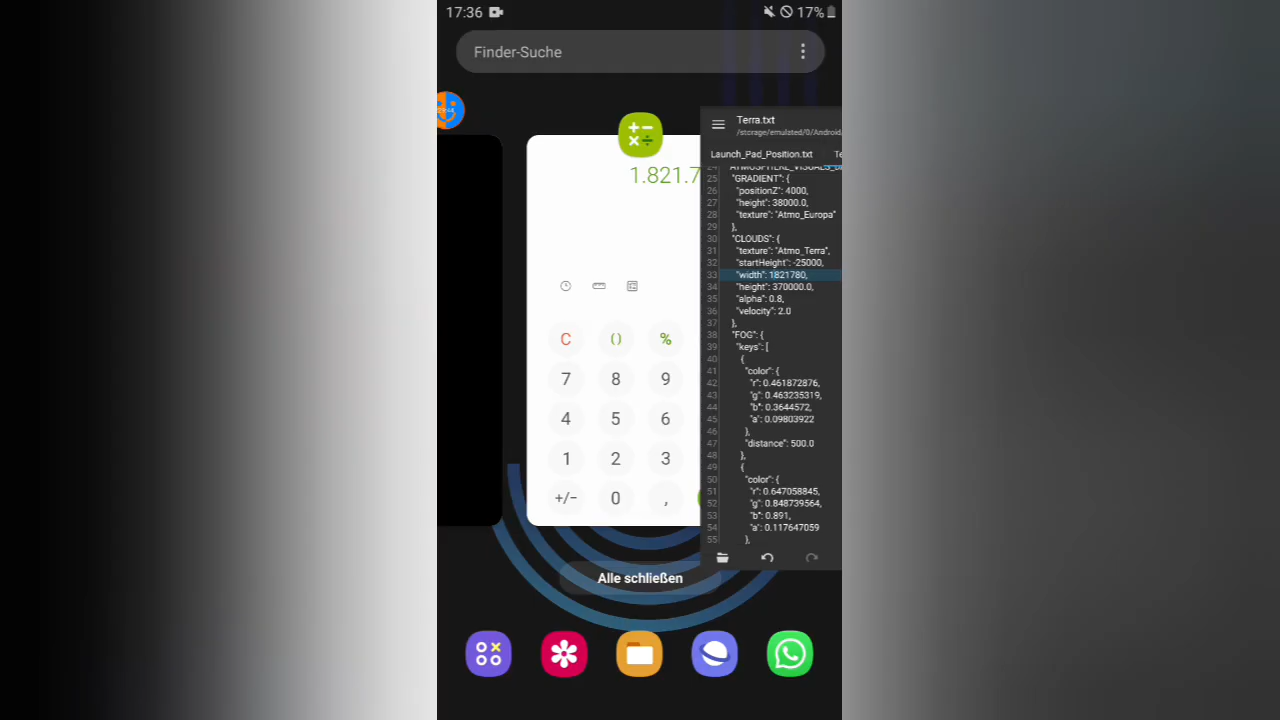 17:36
17%
Finder-Suche
1.821.7
C
()
%
7
8
9
4
5
6
1
2
3
+/−
0
,
Terra.txt
/storage/emulated/0/Android/
Launch_Pad_Position.txt
25 "GRADIENT": {
26 "positionZ": 4000,
27 "height": 38000.0,
28 "texture": "Atmo_Europa"
29 },
30 "CLOUDS": {
31 "texture": "Atmo_Terra",
32 "startHeight": -25000,
33 "width": 1821780,
34 "height": 370000.0,
35 "alpha": 0.8,
36 "velocity": 2.0
37 },
38 "FOG": {
39 "keys": [
40 {
41 "color": {
42 "r": 0.461872876,
43 "g": 0.463235319,
44 "b": 0.3644572,
45 "a": 0.09803922
46 },
47 "distance": 500.0
48 },
49 {
50 "color": {
51 "r": 0.647058845,
52 "g": 0.848739564,
53 "b": 0.891,
54 "a": 0.117647059
55 },
Alle schließen